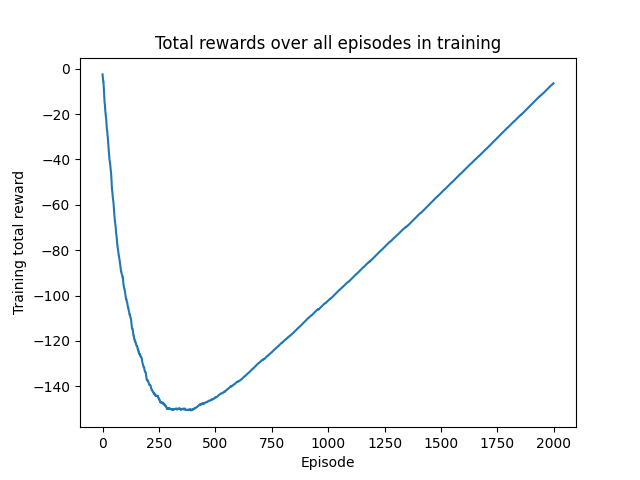 Total rewards over all episodes in training
Training total reward
0
−20
−40
−60
−80
−100
−120
−140
0 250 500 750 1000 1250 1500 1750 2000
Episode